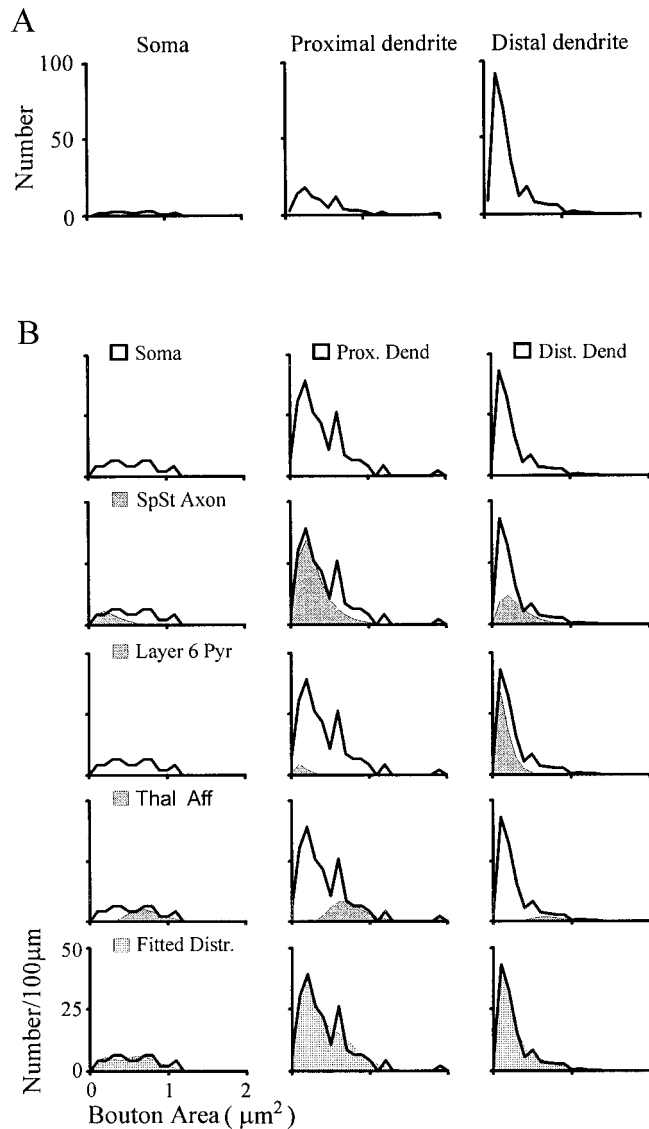 A
Soma Proximal dendrite Distal dendrite
100
50
0
Number
B
Soma Prox. Dend Dist. Dend
SpSt Axon
Layer 6 Pyr
Thal Aff
Fitted Distr.
50
25
0
Number/100μm
0 1 2
Bouton Area ( μm²)